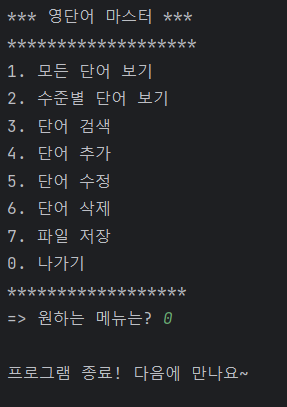 *** 영단어 마스터 ***
*******************
1. 모든 단어 보기
2. 수준별 단어 보기
3. 단어 검색
4. 단어 추가
5. 단어 수정
6. 단어 삭제
7. 파일 저장
0. 나가기
******************
=> 원하는 메뉴는? 0
프로그램 종료! 다음에 만나요~